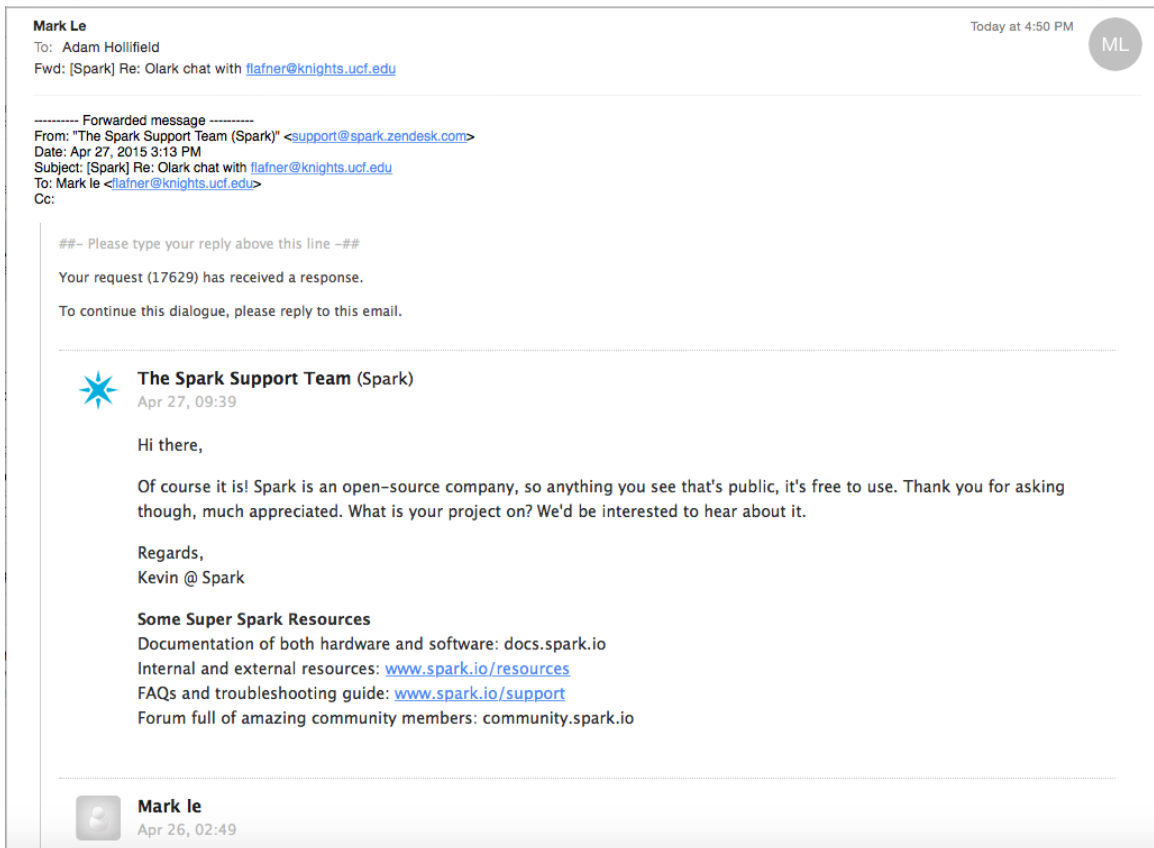 Mark Le
Today at 4:50 PM
ML
To: Adam Hollifield
Fwd: [Spark] Re: Olark chat with flafner@knights.ucf.edu
---------- Forwarded message ----------
From: "The Spark Support Team (Spark)" <support@spark.zendesk.com>
Date: Apr 27, 2015 3:13 PM
Subject: [Spark] Re: Olark chat with flafner@knights.ucf.edu
To: Mark le <flafner@knights.ucf.edu>
Cc:
##- Please type your reply above this line -##
Your request (17629) has received a response.
To continue this dialogue, please reply to this email.
The Spark Support Team (Spark)
Apr 27, 09:39
Hi there,
Of course it is! Spark is an open-source company, so anything you see that's public, it's free to use. Thank you for asking
though, much appreciated. What is your project on? We'd be interested to hear about it.
Regards,
Kevin @ Spark
Some Super Spark Resources
Documentation of both hardware and software: docs.spark.io
Internal and external resources: www.spark.io/resources
FAQs and troubleshooting guide: www.spark.io/support
Forum full of amazing community members: community.spark.io
Mark le
Apr 26, 02:49